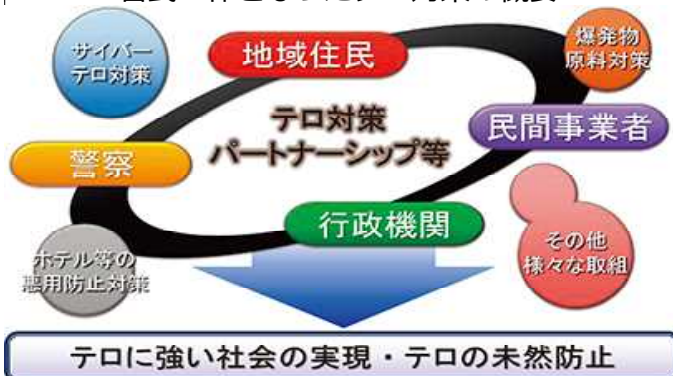 サイバー
テロ対策
地域住民
爆発物
原料対策
テロ対策
パートナーシップ等
民間事業者
警察
行政機関
ホテル等の
悪用防止対策
その他
様々な取組
テロに強い社会の実現・テロの未然防止